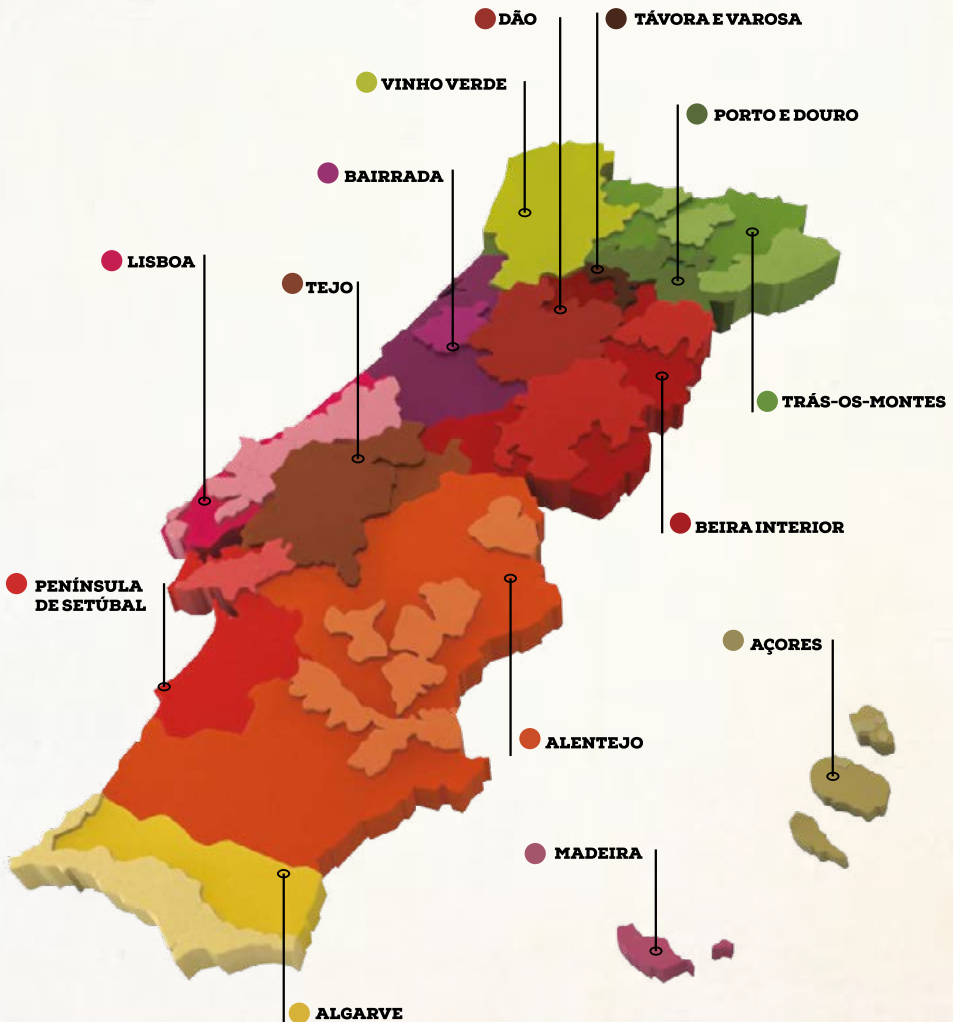 DÃO
TÁVORA E VAROSA
VINHO VERDE
PORTO E DOURO
BAIRRADA
LISBOA
TEJO
TRÁS-OS-MONTES
BEIRA INTERIOR
PENÍNSULA
DE SETÚBAL
AÇORES
ALENTEJO
MADEIRA
ALGARVE